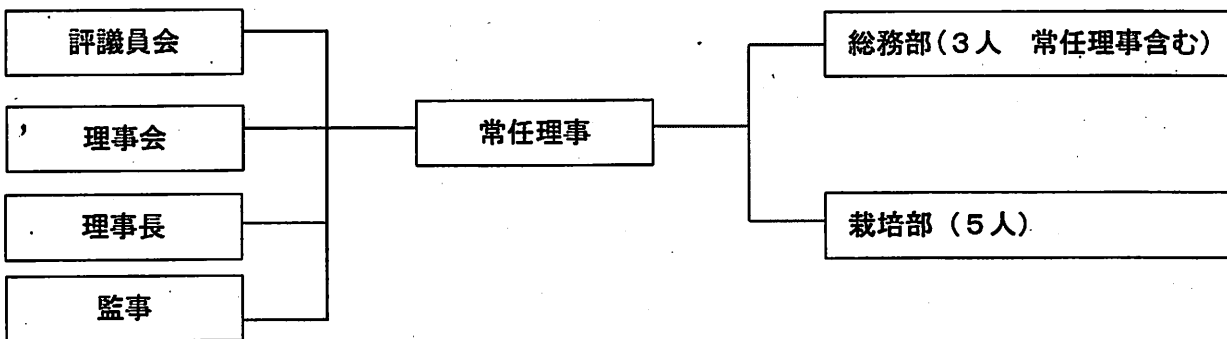 評議員会
理事会
理事長
監事
常任理事
総務部(3人 常任理事含む)
栽培部(5人)